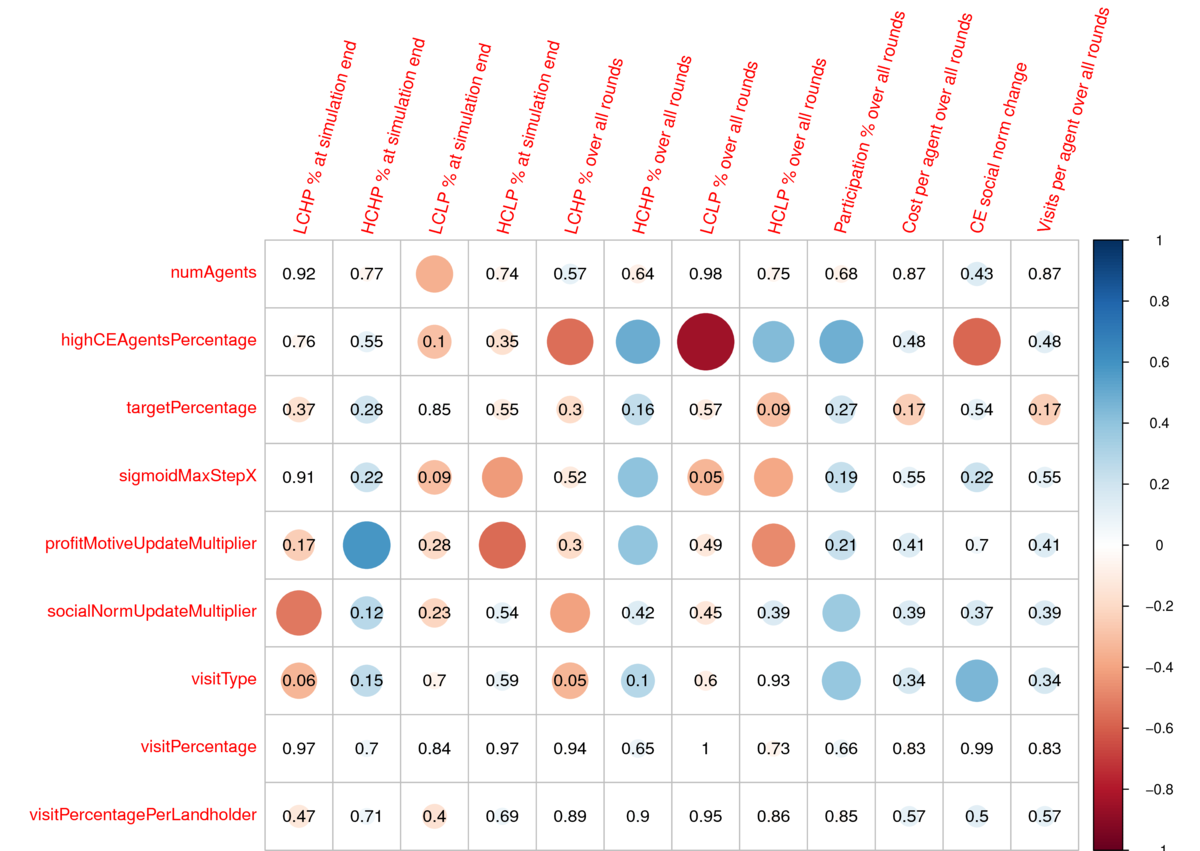 LCHP % at simulation end
HCHP % at simulation end
LCLP % at simulation end
HCLP % at simulation end
LCHP % over all rounds
HCHP % over all rounds
LCLP % over all rounds
HCLP % over all rounds
Participation % over all rounds
Cost per agent over all rounds
CE social norm change
Visits per agent over all rounds
numAgents 0.92 0.77 0.74 0.57 0.64 0.98 0.75 0.68 0.87 0.43 0.87
highCEAgentsPercentage 0.76 0.55 0.1 0.35 0.48 0.48
targetPercentage 0.37 0.28 0.85 0.55 0.3 0.16 0.57 0.09 0.27 0.17 0.54 0.17
sigmoidMaxStepX 0.91 0.22 0.09 0.52 0.05 0.19 0.55 0.22 0.55
profitMotiveUpdateMultiplier 0.17 0.28 0.3 0.49 0.21 0.41 0.7 0.41
socialNormUpdateMultiplier 0.12 0.23 0.54 0.42 0.45 0.39 0.39 0.37 0.39
visitType 0.06 0.15 0.7 0.59 0.05 0.1 0.6 0.93 0.34 0.34
visitPercentage 0.97 0.7 0.84 0.97 0.94 0.65 1 0.73 0.66 0.83 0.99 0.83
visitPercentagePerLandholder 0.47 0.71 0.4 0.69 0.89 0.9 0.95 0.86 0.85 0.57 0.5 0.57
1
0.8
0.6
0.4
0.2
0
−0.2
−0.4
−0.6
−0.8